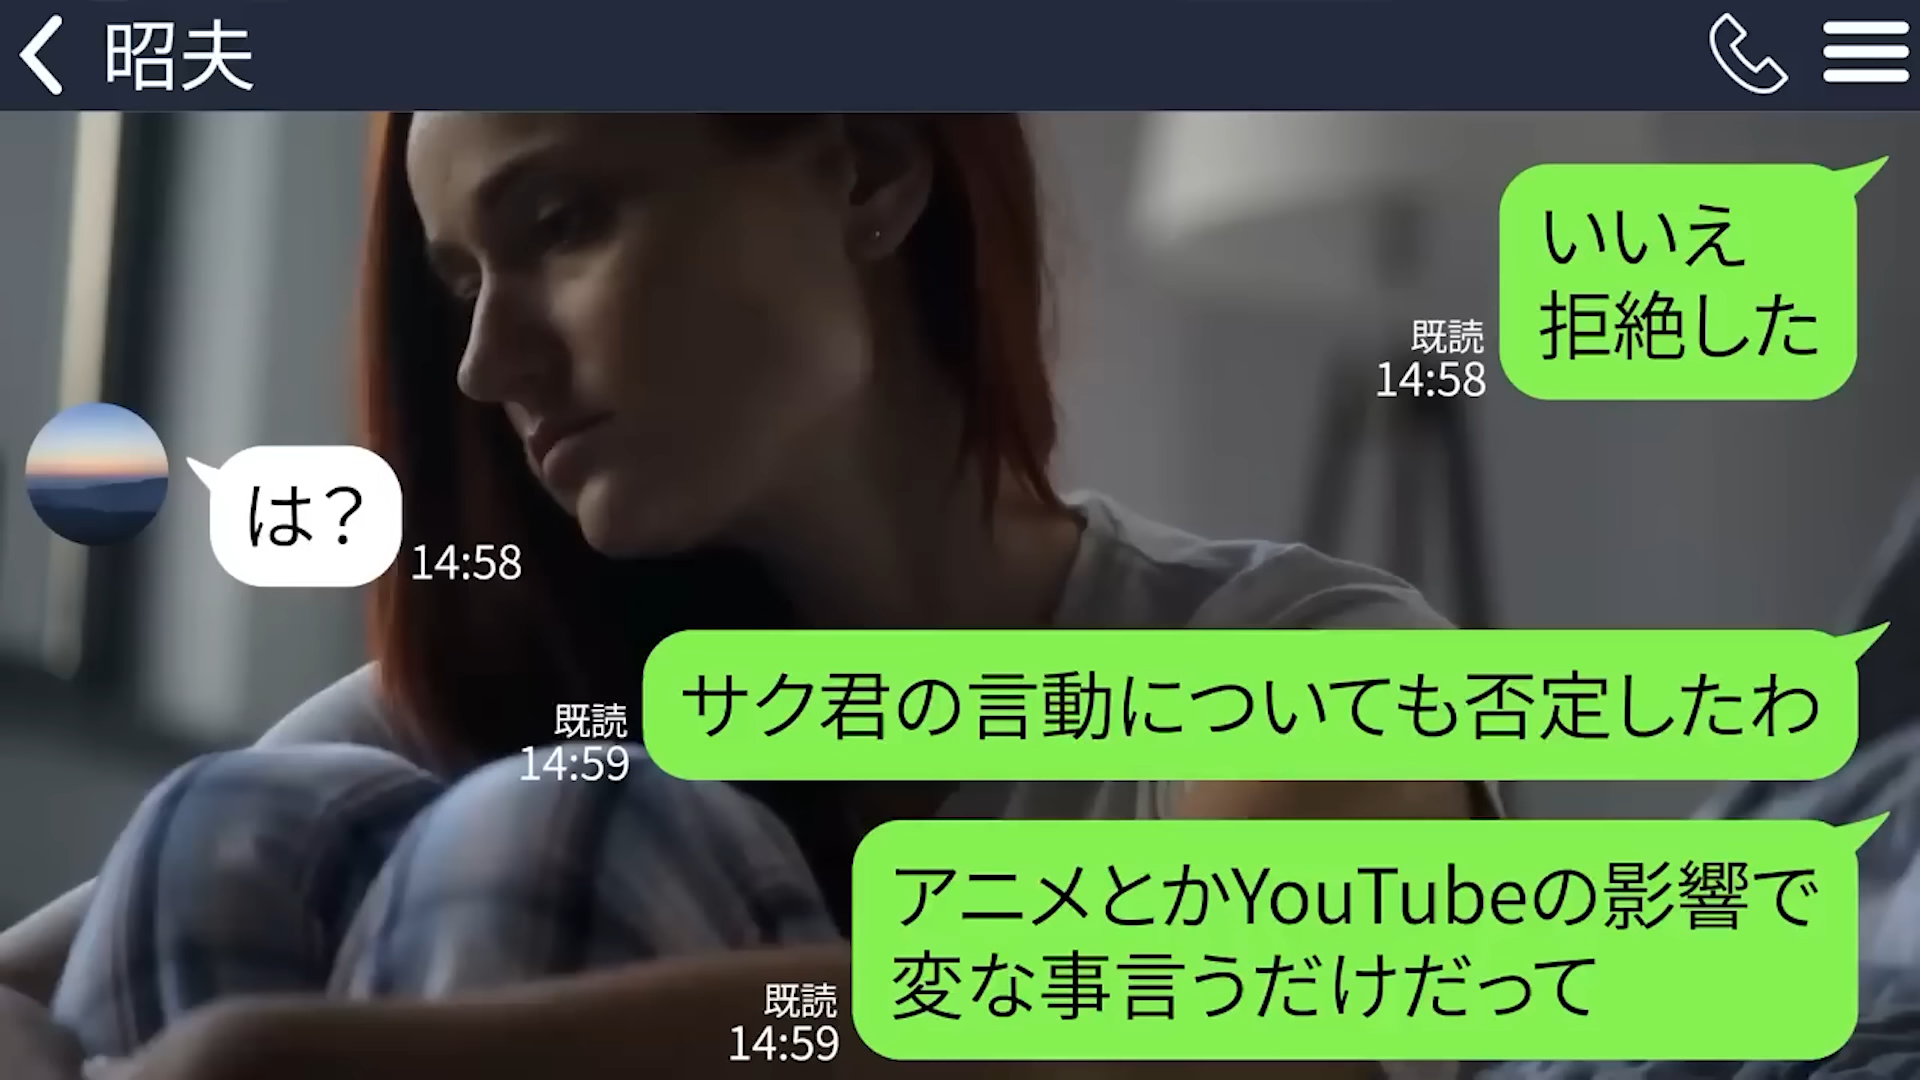 昭夫
いいえ
拒絶した
既読
14:58
は?
14:58
サク君の言動についても否定したわ
既読
14:59
アニメとかYouTubeの影響で
変な事言うだけだって
既読
14:59